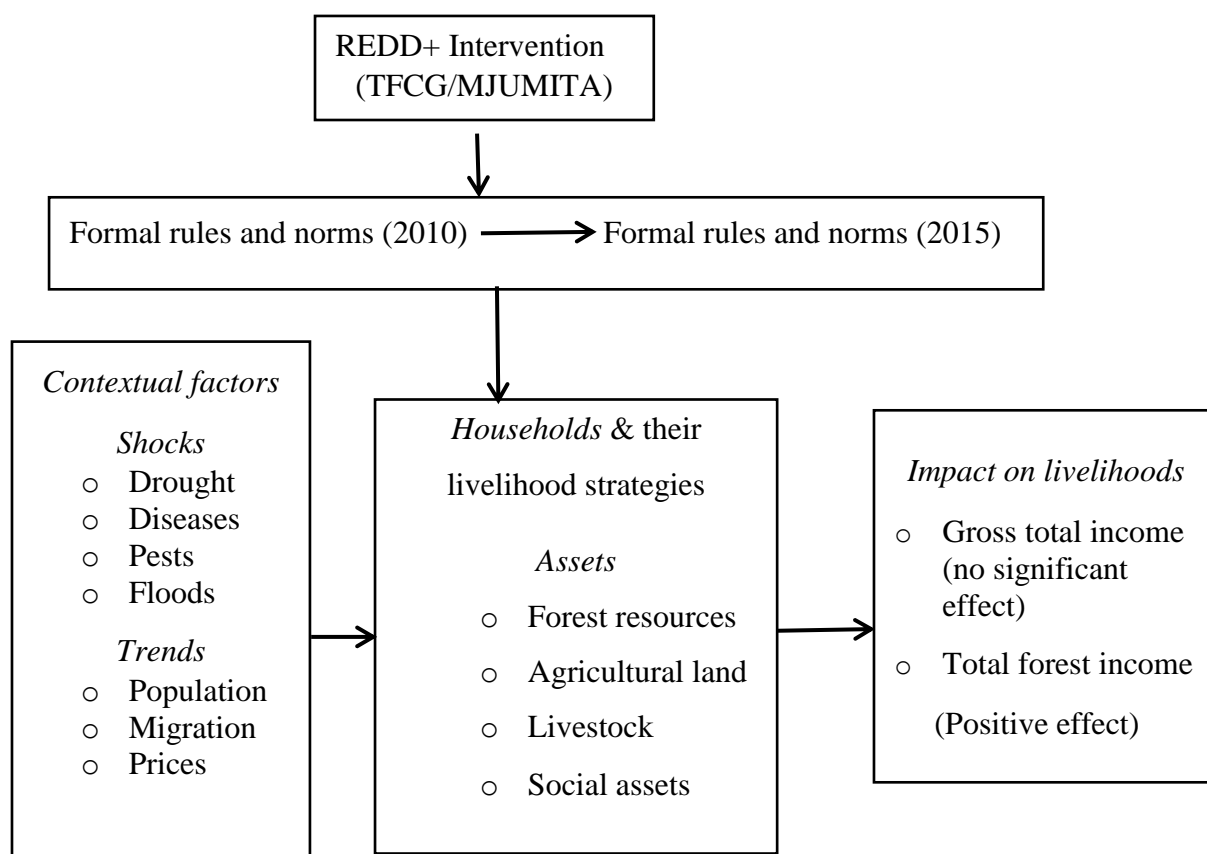 REDD+ Intervention
(TFCG/MJUMITA)
Formal rules and norms (2010) Formal rules and norms (2015)
Contextual factors
Shocks
o Drought
o Diseases
o Pests
o Floods
Trends
o Population
o Migration
o Prices
Households & their
livelihood strategies
Assets
o Forest resources
o Agricultural land
o Livestock
o Social assets
Impact on livelihoods
o Gross total income
(no significant
effect)
o Total forest income
(Positive effect)